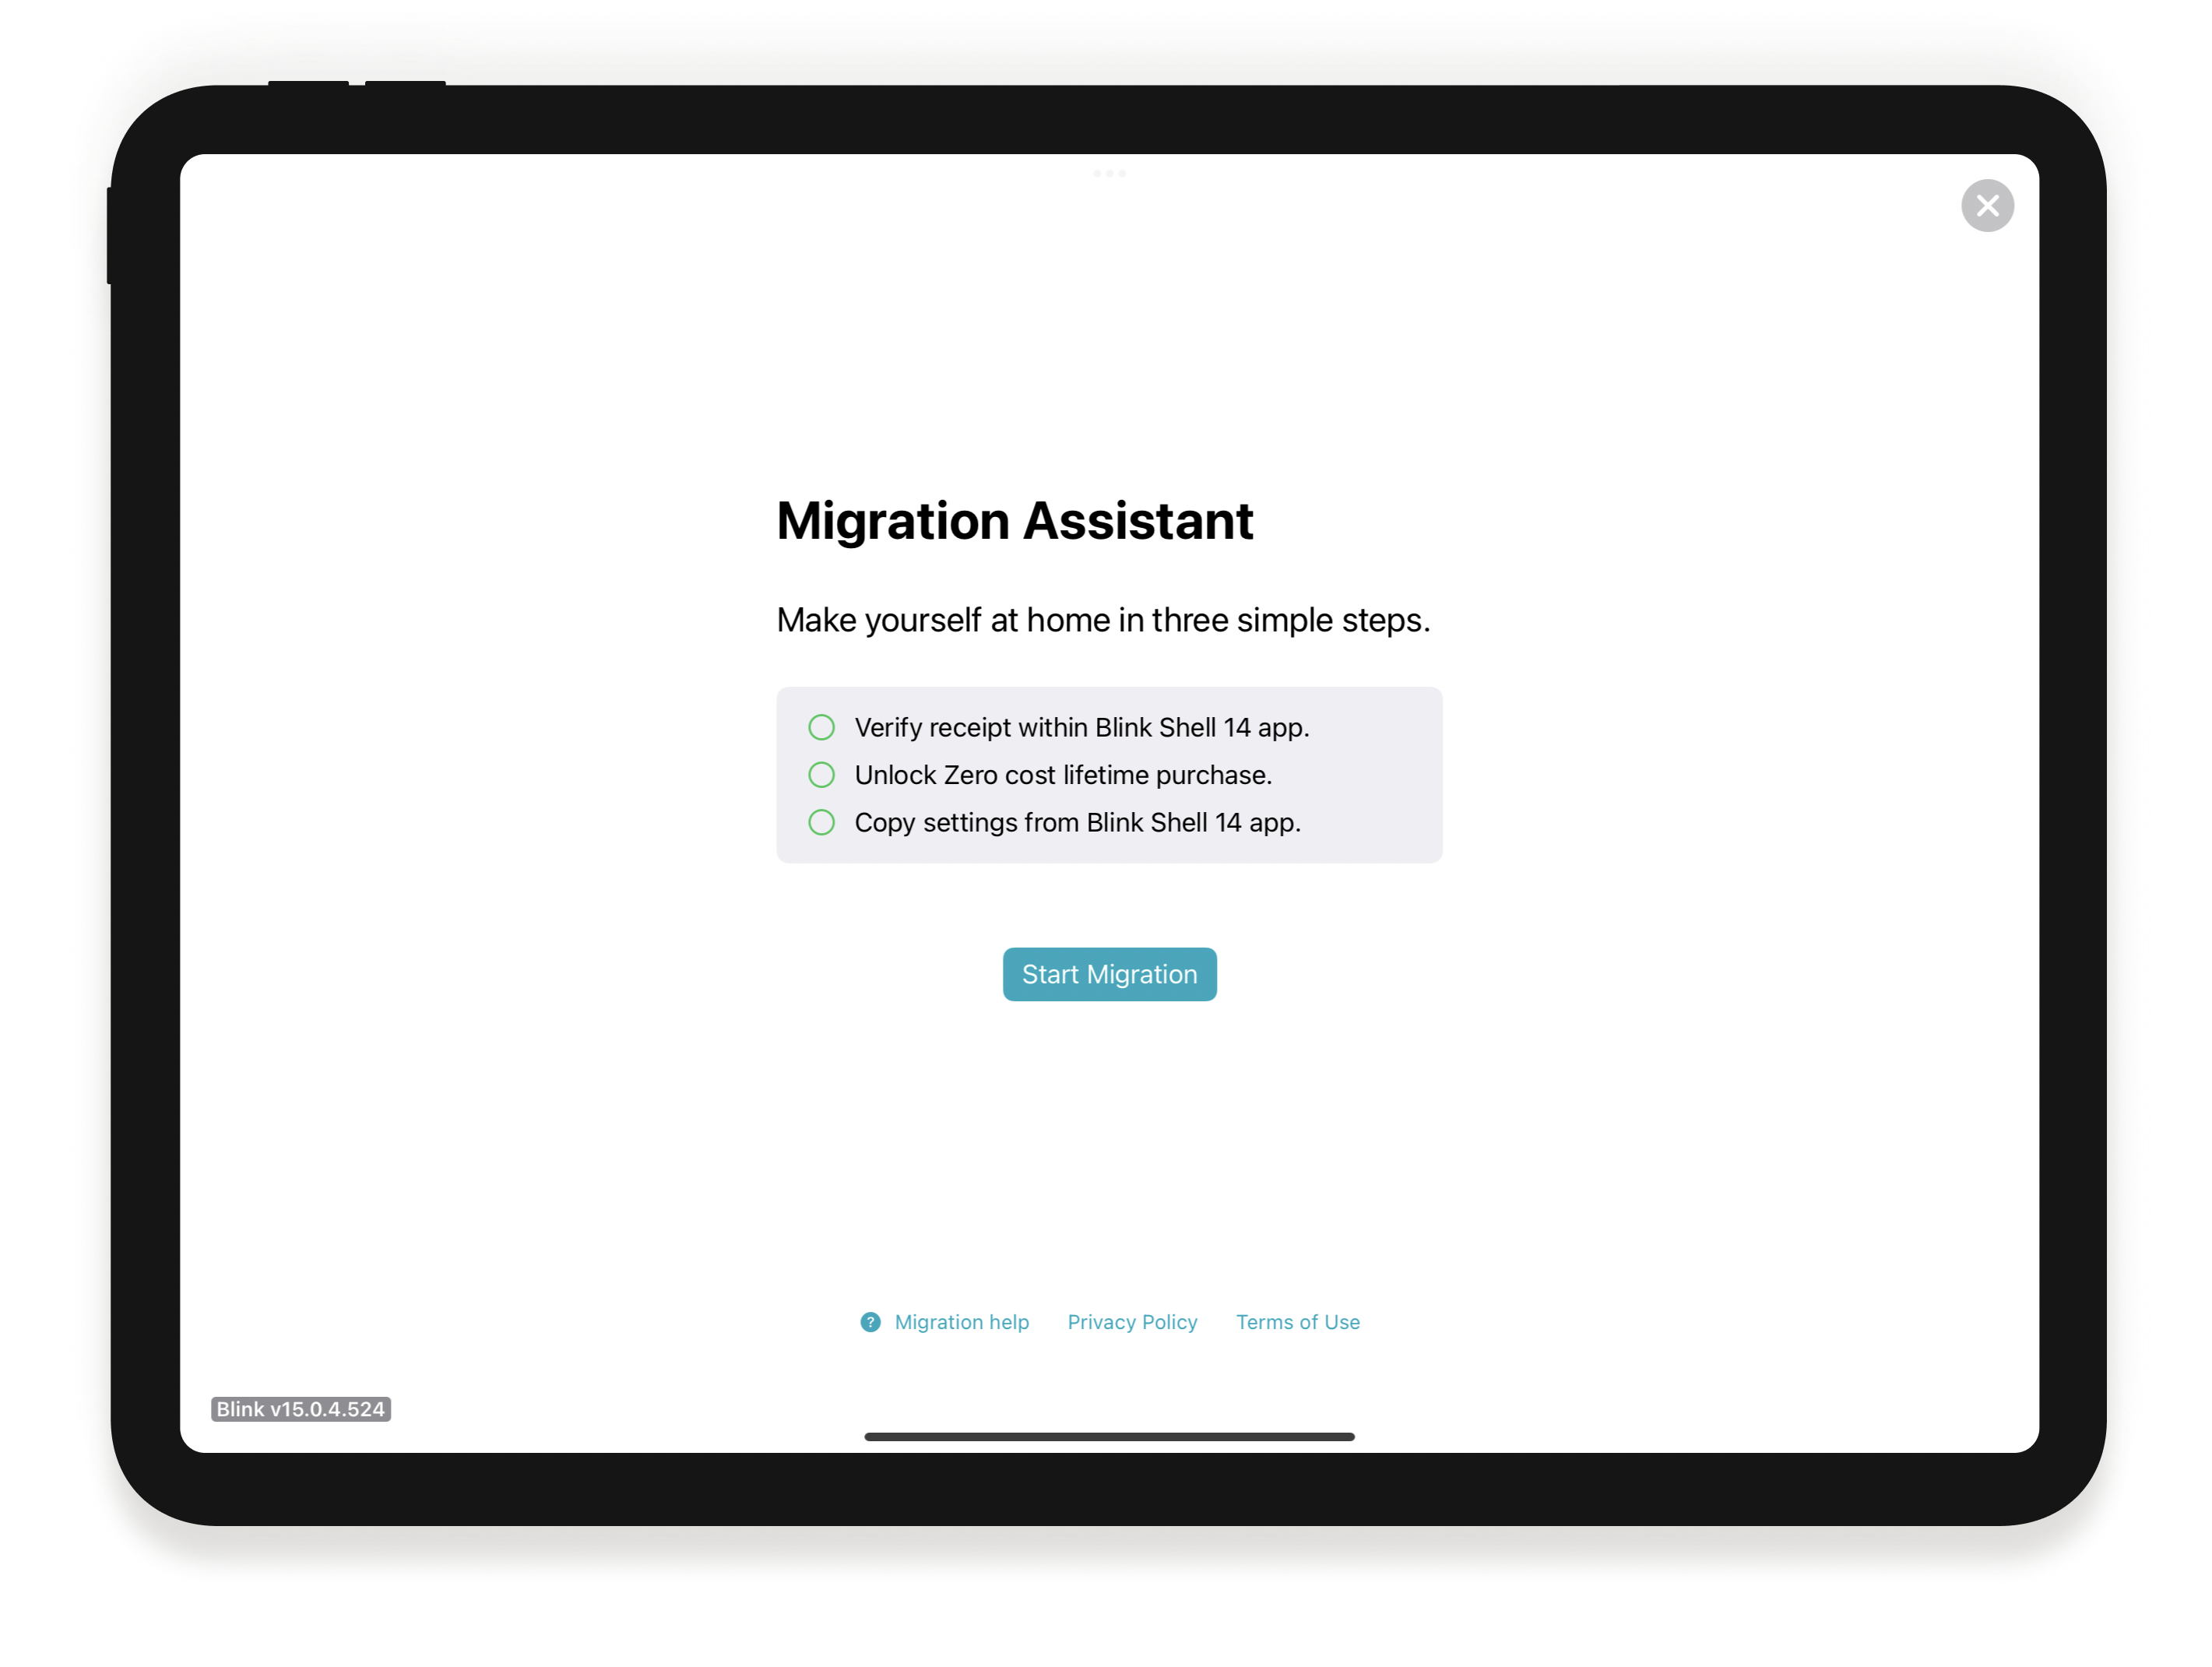 Migration Assistant
Make yourself at home in three simple steps.
Verify receipt within Blink Shell 14 app.
Unlock Zero cost lifetime purchase.
Copy settings from Blink Shell 14 app.
Start Migration
? Migration help Privacy Policy Terms of Use
Blink v15.0.4.524